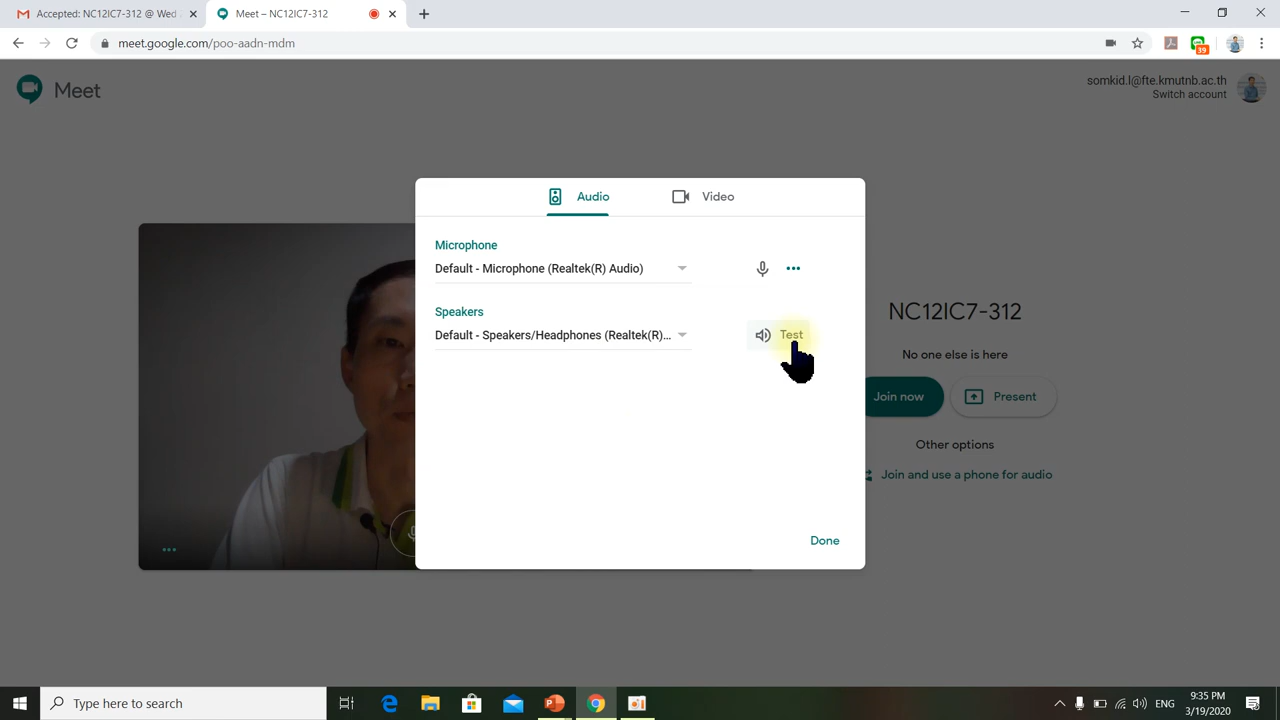 Accepted: NC12IC7-312 @ Wed
Meet – NC12IC7-312
meet.google.com/poo-aadn-mdm
39
Meet
somkid.l@fte.kmutnb.ac.th
Switch account
Audio
Video
Microphone
Default - Microphone (Realtek(R) Audio)
Speakers
Default - Speakers/Headphones (Realtek(R)...
Test
Done
NC12IC7-312
No one else is here
Join now
Present
Other options
Join and use a phone for audio
Type here to search
ENG
9:35 PM
3/19/2020